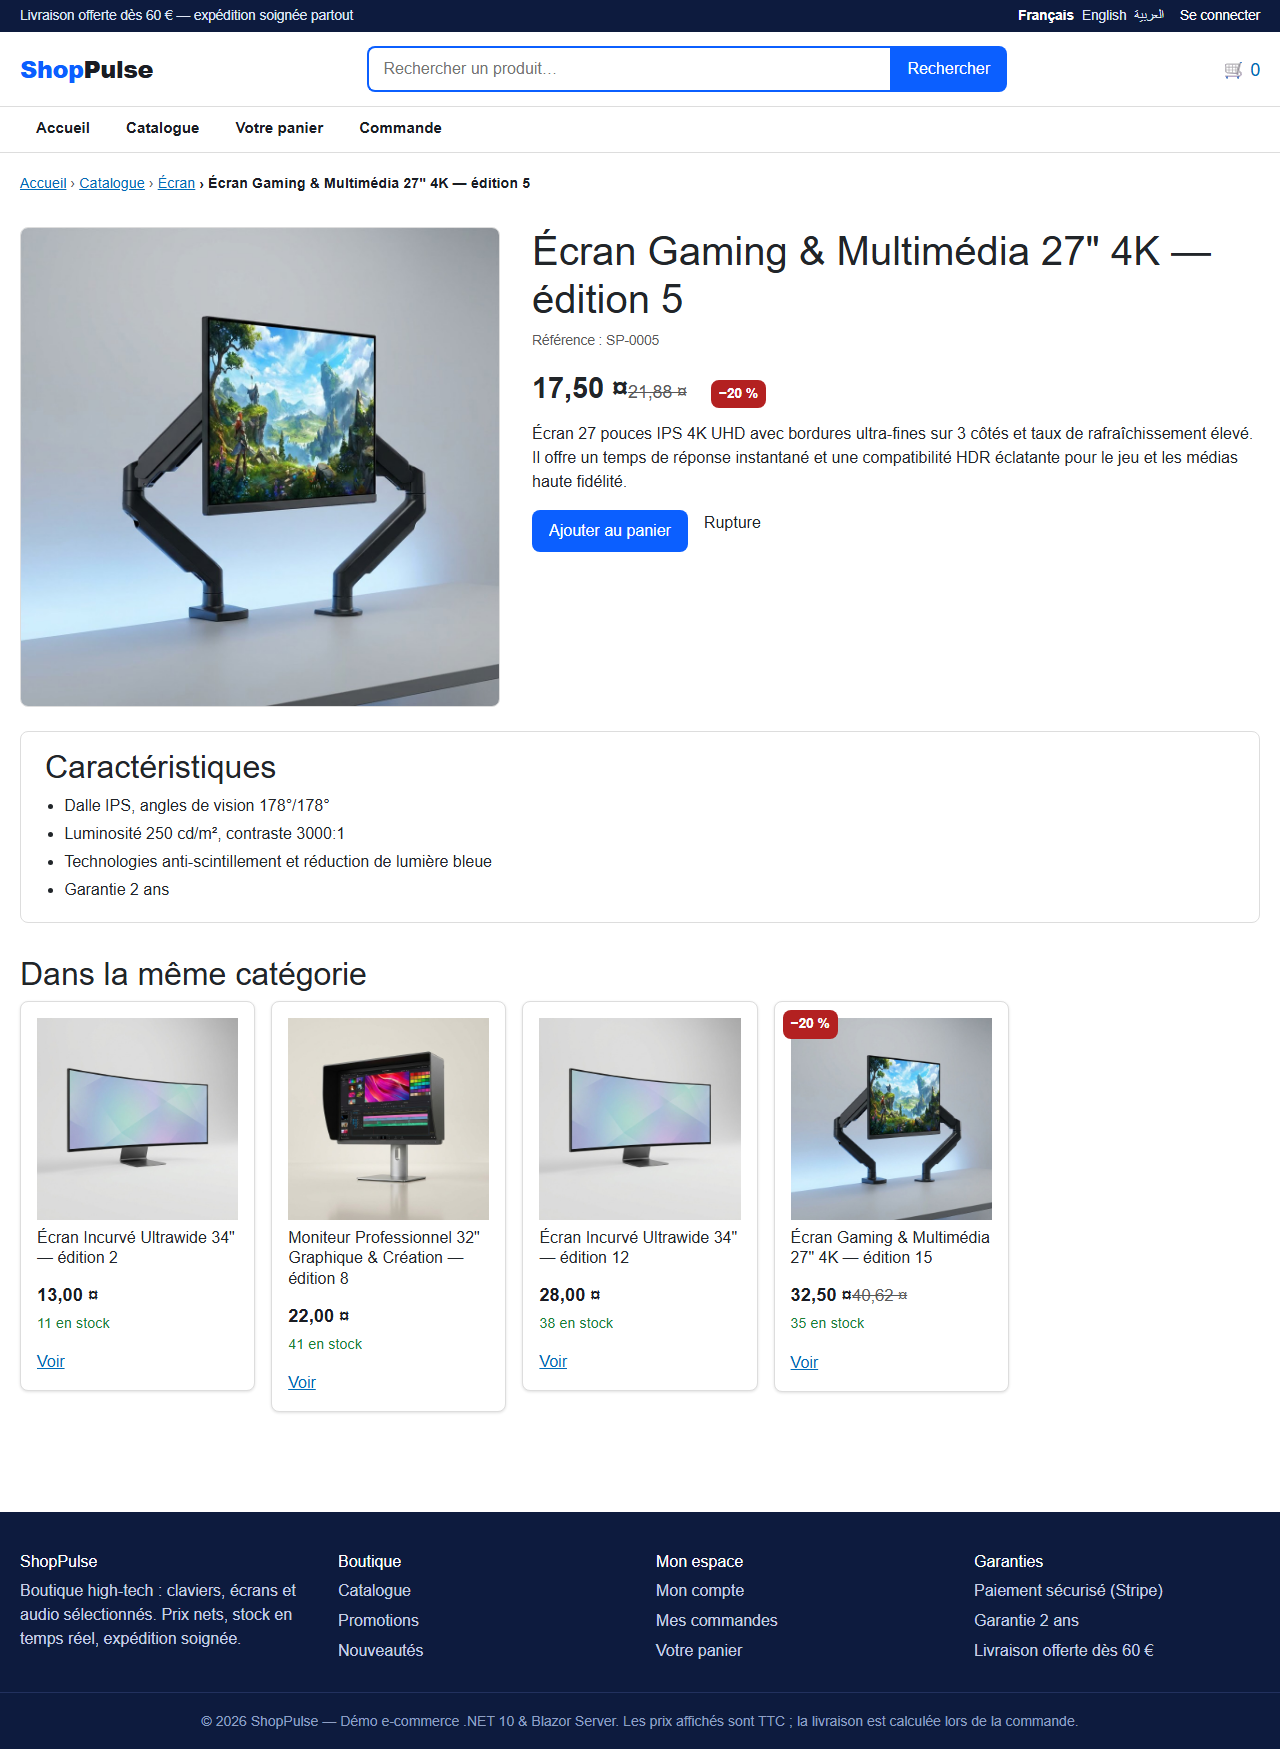 Livraison offerte dès 60 € — expédition soignée partout
Français English العربية Se connecter
ShopPulse
Rechercher un produit…
Rechercher
🛒 0
Accueil
Catalogue
Votre panier
Commande
Accueil › Catalogue › Écran › Écran Gaming & Multimédia 27" 4K — édition 5
Écran Gaming & Multimédia 27" 4K —
édition 5
Référence : SP-0005
17,50 ¤21,88 ¤ −20 %
Écran 27 pouces IPS 4K UHD avec bordures ultra-fines sur 3 côtés et taux de rafraîchissement élevé.
Il offre un temps de réponse instantané et une compatibilité HDR éclatante pour le jeu et les médias
haute fidélité.
Ajouter au panier
Rupture
Caractéristiques
• Dalle IPS, angles de vision 178°/178°
• Luminosité 250 cd/m², contraste 3000:1
• Technologies anti-scintillement et réduction de lumière bleue
• Garantie 2 ans
Dans la même catégorie
Écran Incurvé Ultrawide 34"
— édition 2
13,00 ¤
11 en stock
Voir
Moniteur Professionnel 32"
Graphique & Création —
édition 8
22,00 ¤
41 en stock
Voir
Écran Incurvé Ultrawide 34"
— édition 12
28,00 ¤
38 en stock
Voir
−20 %
Écran Gaming & Multimédia
27" 4K — édition 15
32,50 ¤40,62 ¤
35 en stock
Voir
ShopPulse
Boutique high-tech : claviers, écrans et
audio sélectionnés. Prix nets, stock en
temps réel, expédition soignée.
Boutique
Catalogue
Promotions
Nouveautés
Mon espace
Mon compte
Mes commandes
Votre panier
Garanties
Paiement sécurisé (Stripe)
Garantie 2 ans
Livraison offerte dès 60 €
© 2026 ShopPulse — Démo e-commerce .NET 10 & Blazor Server. Les prix affichés sont TTC ; la livraison est calculée lors de la commande.